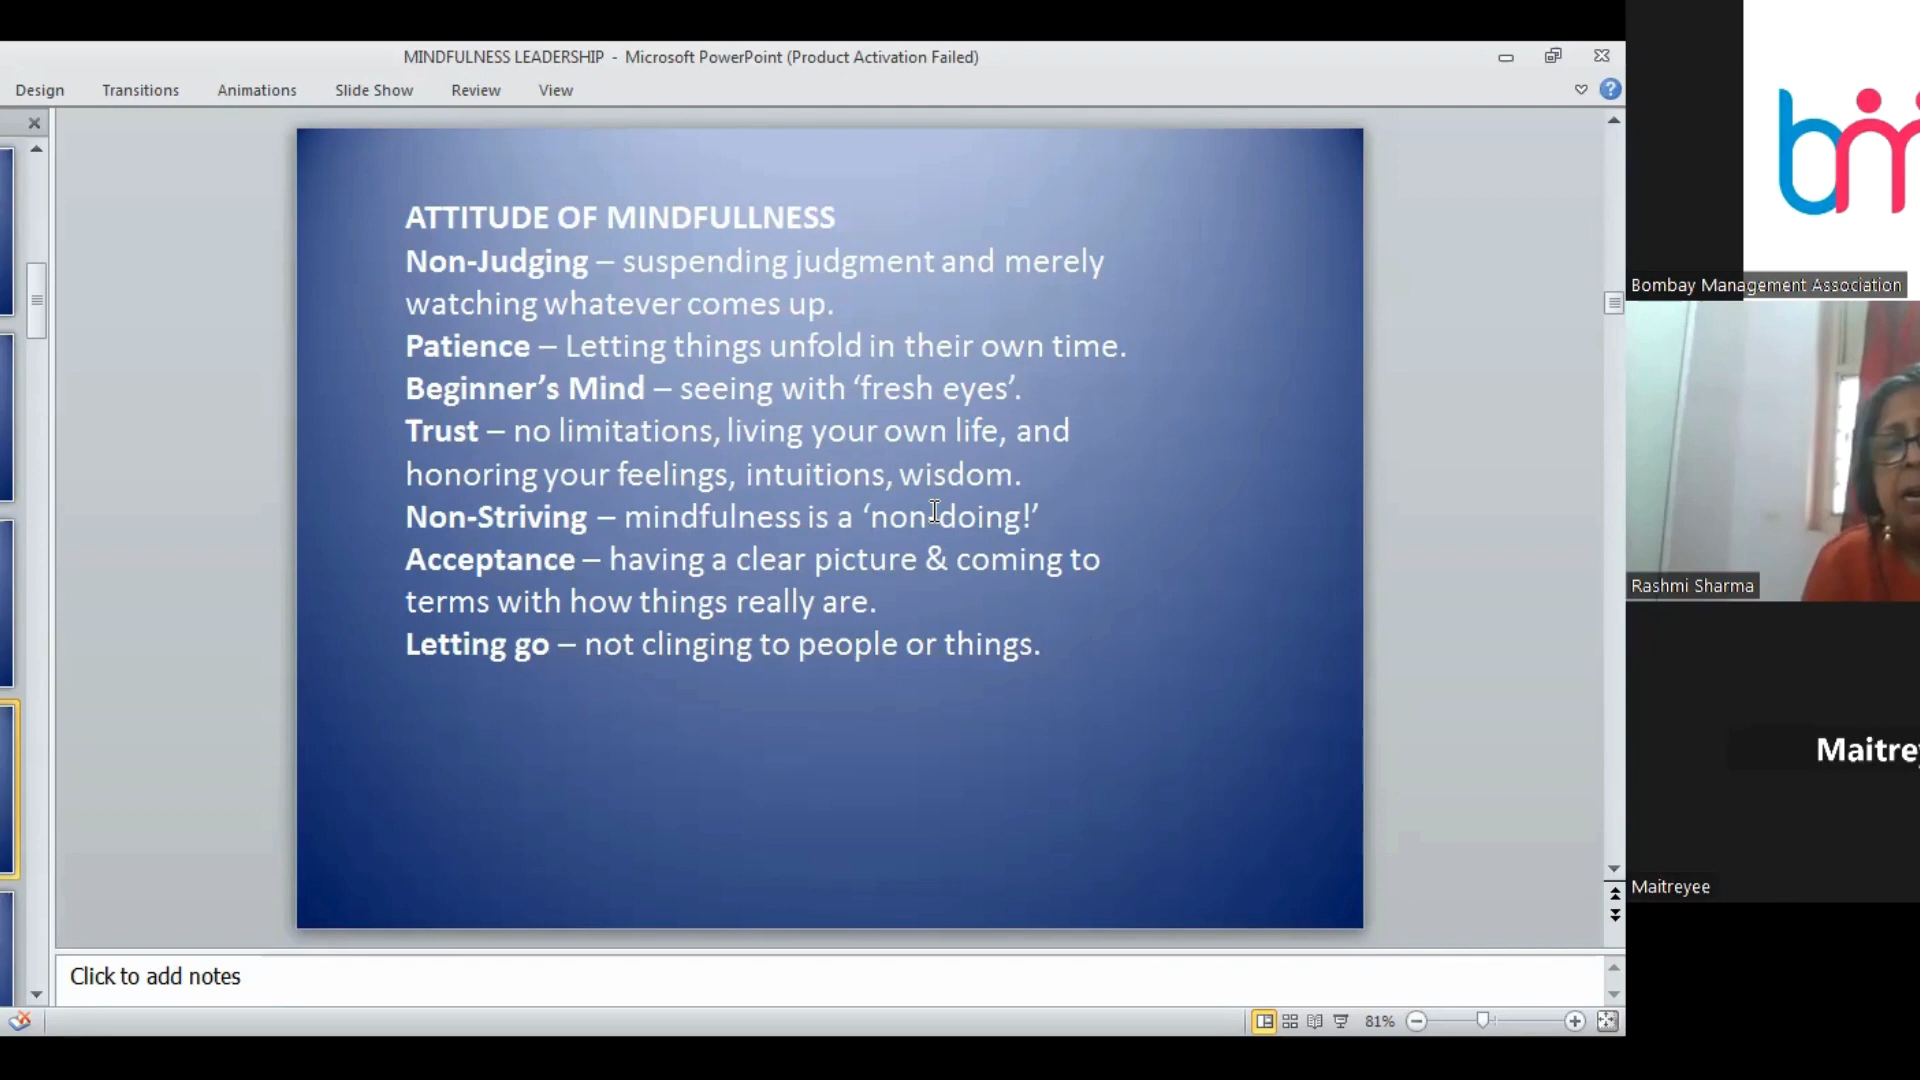 MINDFULNESS LEADERSHIP - Microsoft PowerPoint (Product Activation Failed)
Design Transitions Animations Slide Show Review View
ATTITUDE OF MINDFULLNESS
Non-Judging – suspending judgment and merely
watching whatever comes up.
Patience – Letting things unfold in their own time.
Beginner’s Mind – seeing with ‘fresh eyes’.
Trust – no limitations, living your own life, and
honoring your feelings, intuitions, wisdom.
Non-Striving – mindfulness is a ‘non-doing!’
Acceptance – having a clear picture & coming to
terms with how things really are.
Letting go – not clinging to people or things.
Click to add notes
81%
bm
Bombay Management Association
Rashmi Sharma
Maitrey
Maitreyee